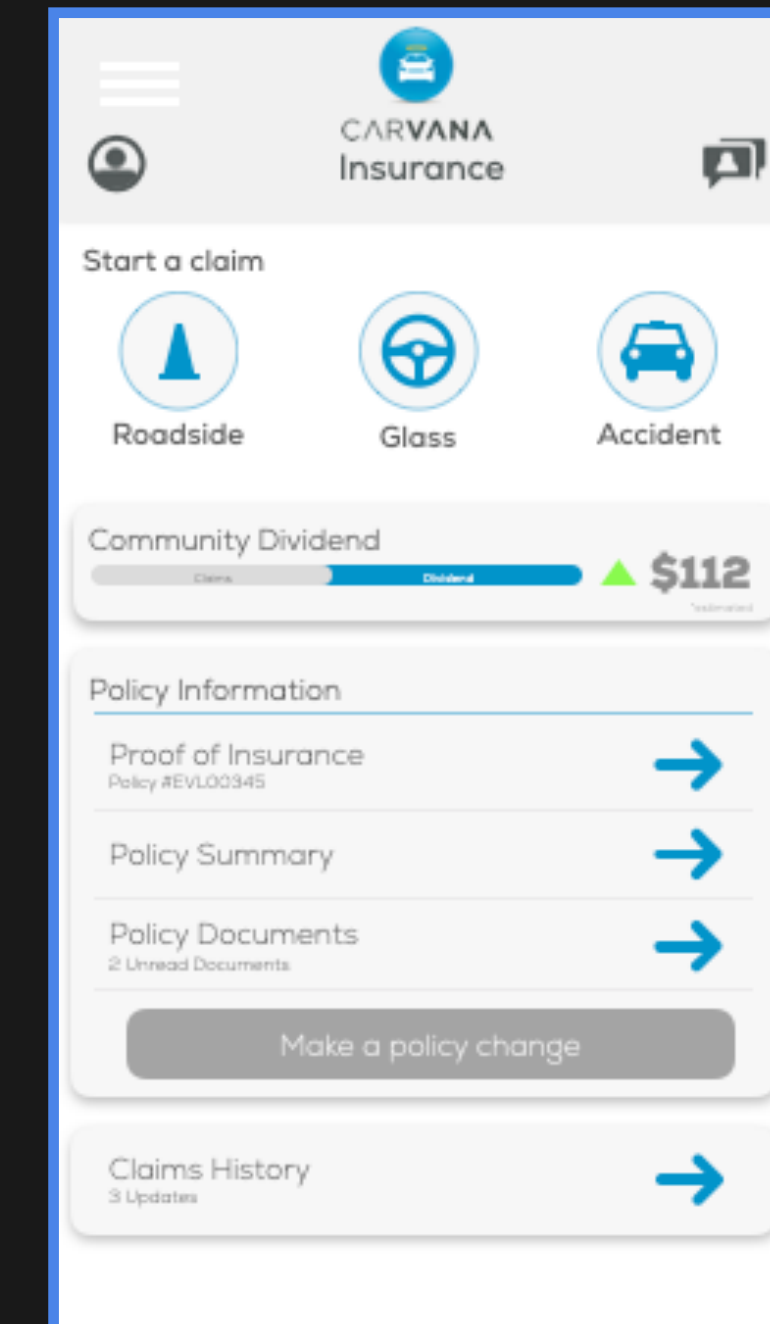 CARVANA
Insurance
Start a claim
Roadside
Glass
Accident
Community Dividend
Claims
Dividend
$112
*estimated
Policy Information
Proof of Insurance
Policy #EVL00345
Policy Summary
Policy Documents
2 Unread Documents
Make a policy change
Claims History
3 Updates